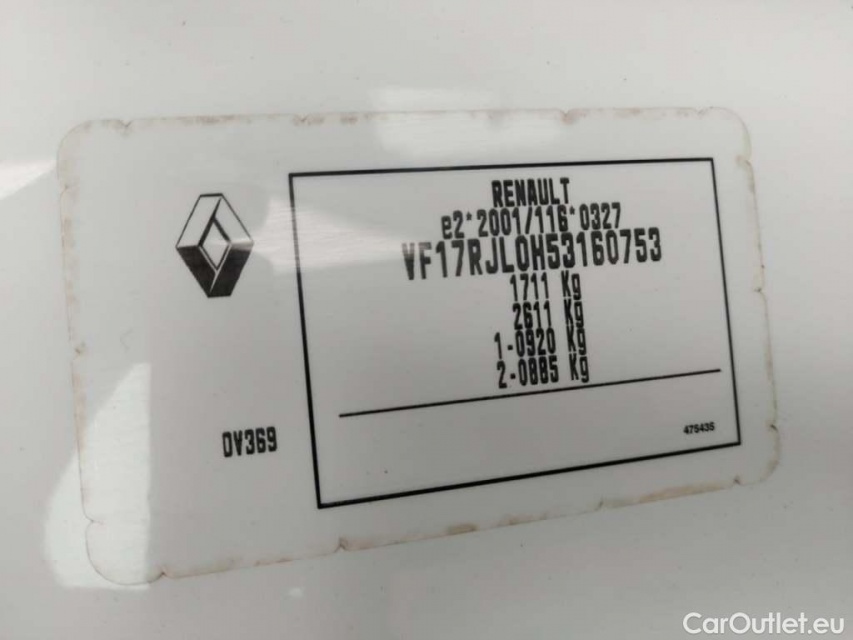 RENAULT
e2*2001/116*0327
VF17RJL0H53160753
1711 Kg
2611 Kg
1-0920 Kg
2-0885 Kg
OV369
475435
CarOutlet.eu